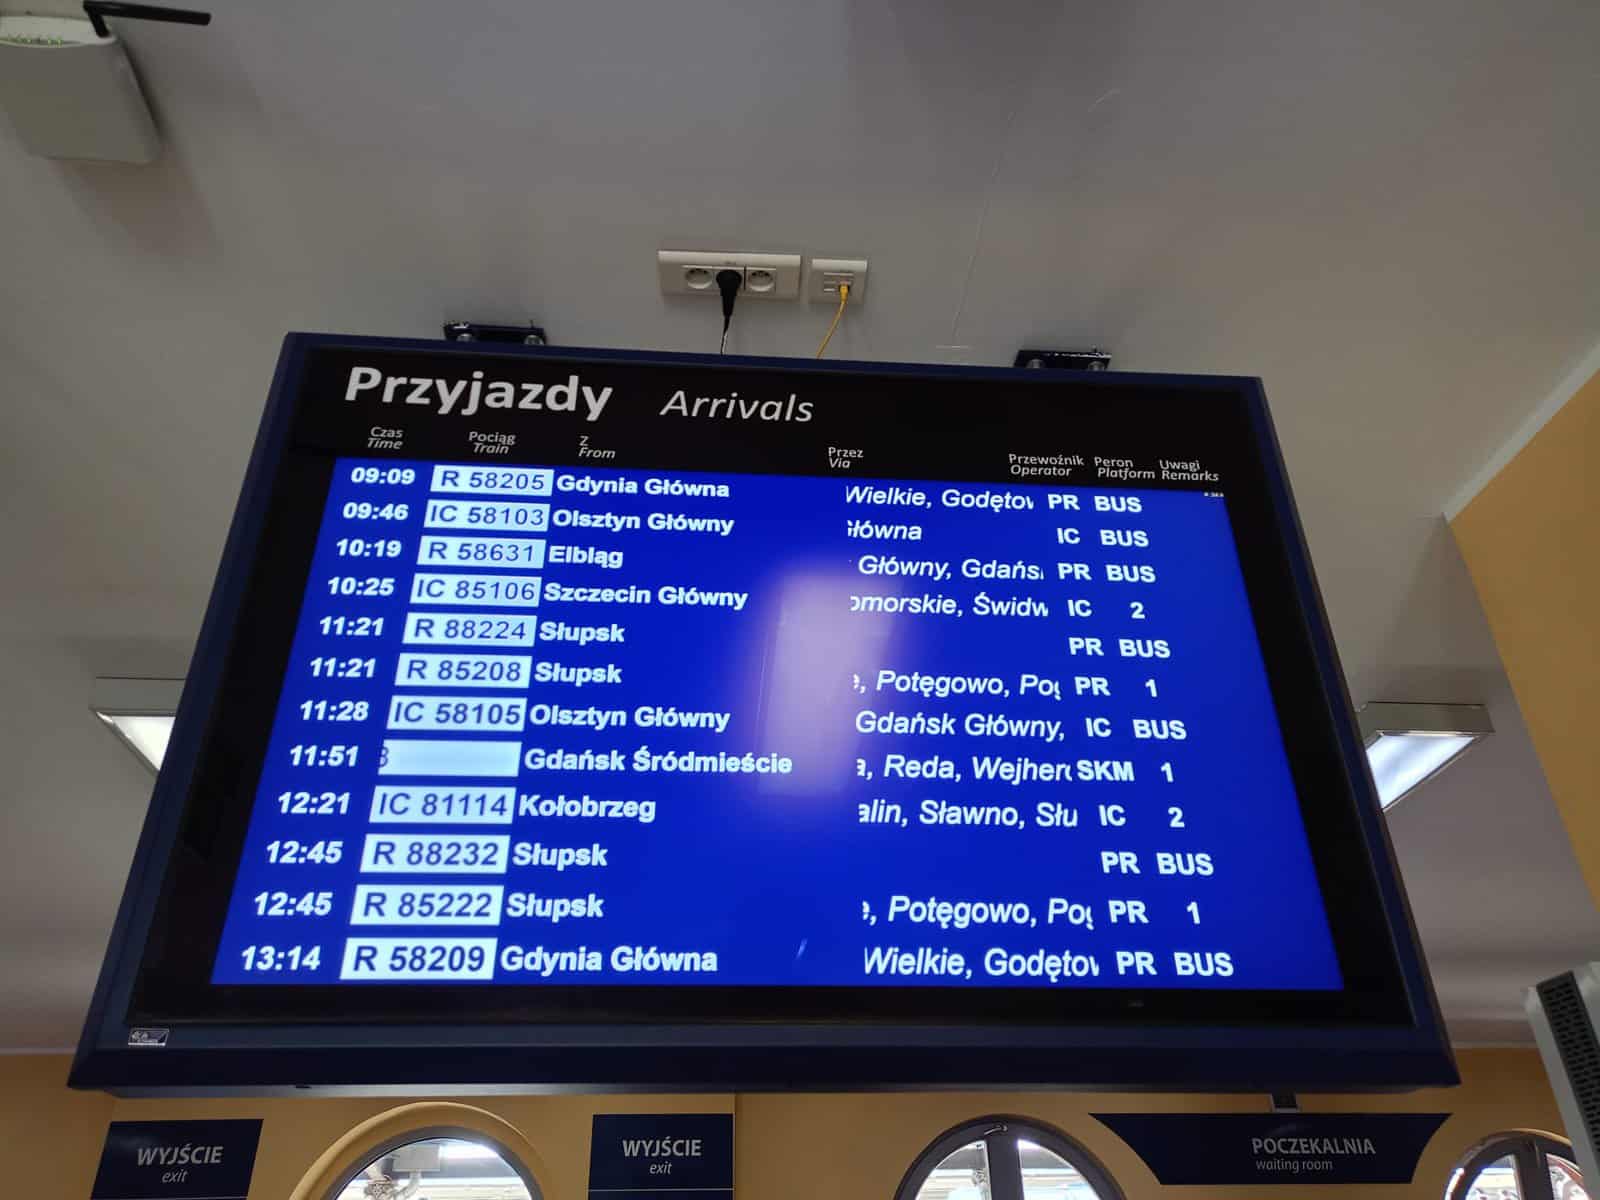 Przyjazdy Arrivals
Czas Pociąg Z Przez Przewoźnik Peron Uwagi
Time Train From Via Operator Platform Remarks
09:09 R 58205 Gdynia Główna Wielkie, Godętow PR BUS
09:46 IC 58103 Olsztyn Główny Główna IC BUS
10:19 R 58631 Elbląg Główny, Gdańs PR BUS
10:25 IC 85106 Szczecin Główny omorskie, Świdw IC 2
11:21 R 88224 Słupsk PR BUS
11:21 R 85208 Słupsk e, Potęgowo, Pog PR 1
11:28 IC 58105 Olsztyn Główny Gdańsk Główny, IC BUS
11:51 Gdańsk Śródmieście a, Reda, Wejher SKM 1
12:21 IC 81114 Kołobrzeg alin, Sławno, Słu IC 2
12:45 R 88232 Słupsk PR BUS
12:45 R 85222 Słupsk e, Potęgowo, Pog PR 1
13:14 R 58209 Gdynia Główna Wielkie, Godętow PR BUS
WYJŚCIE
exit
WYJŚCIE
exit
POCZEKALNIA
waiting room